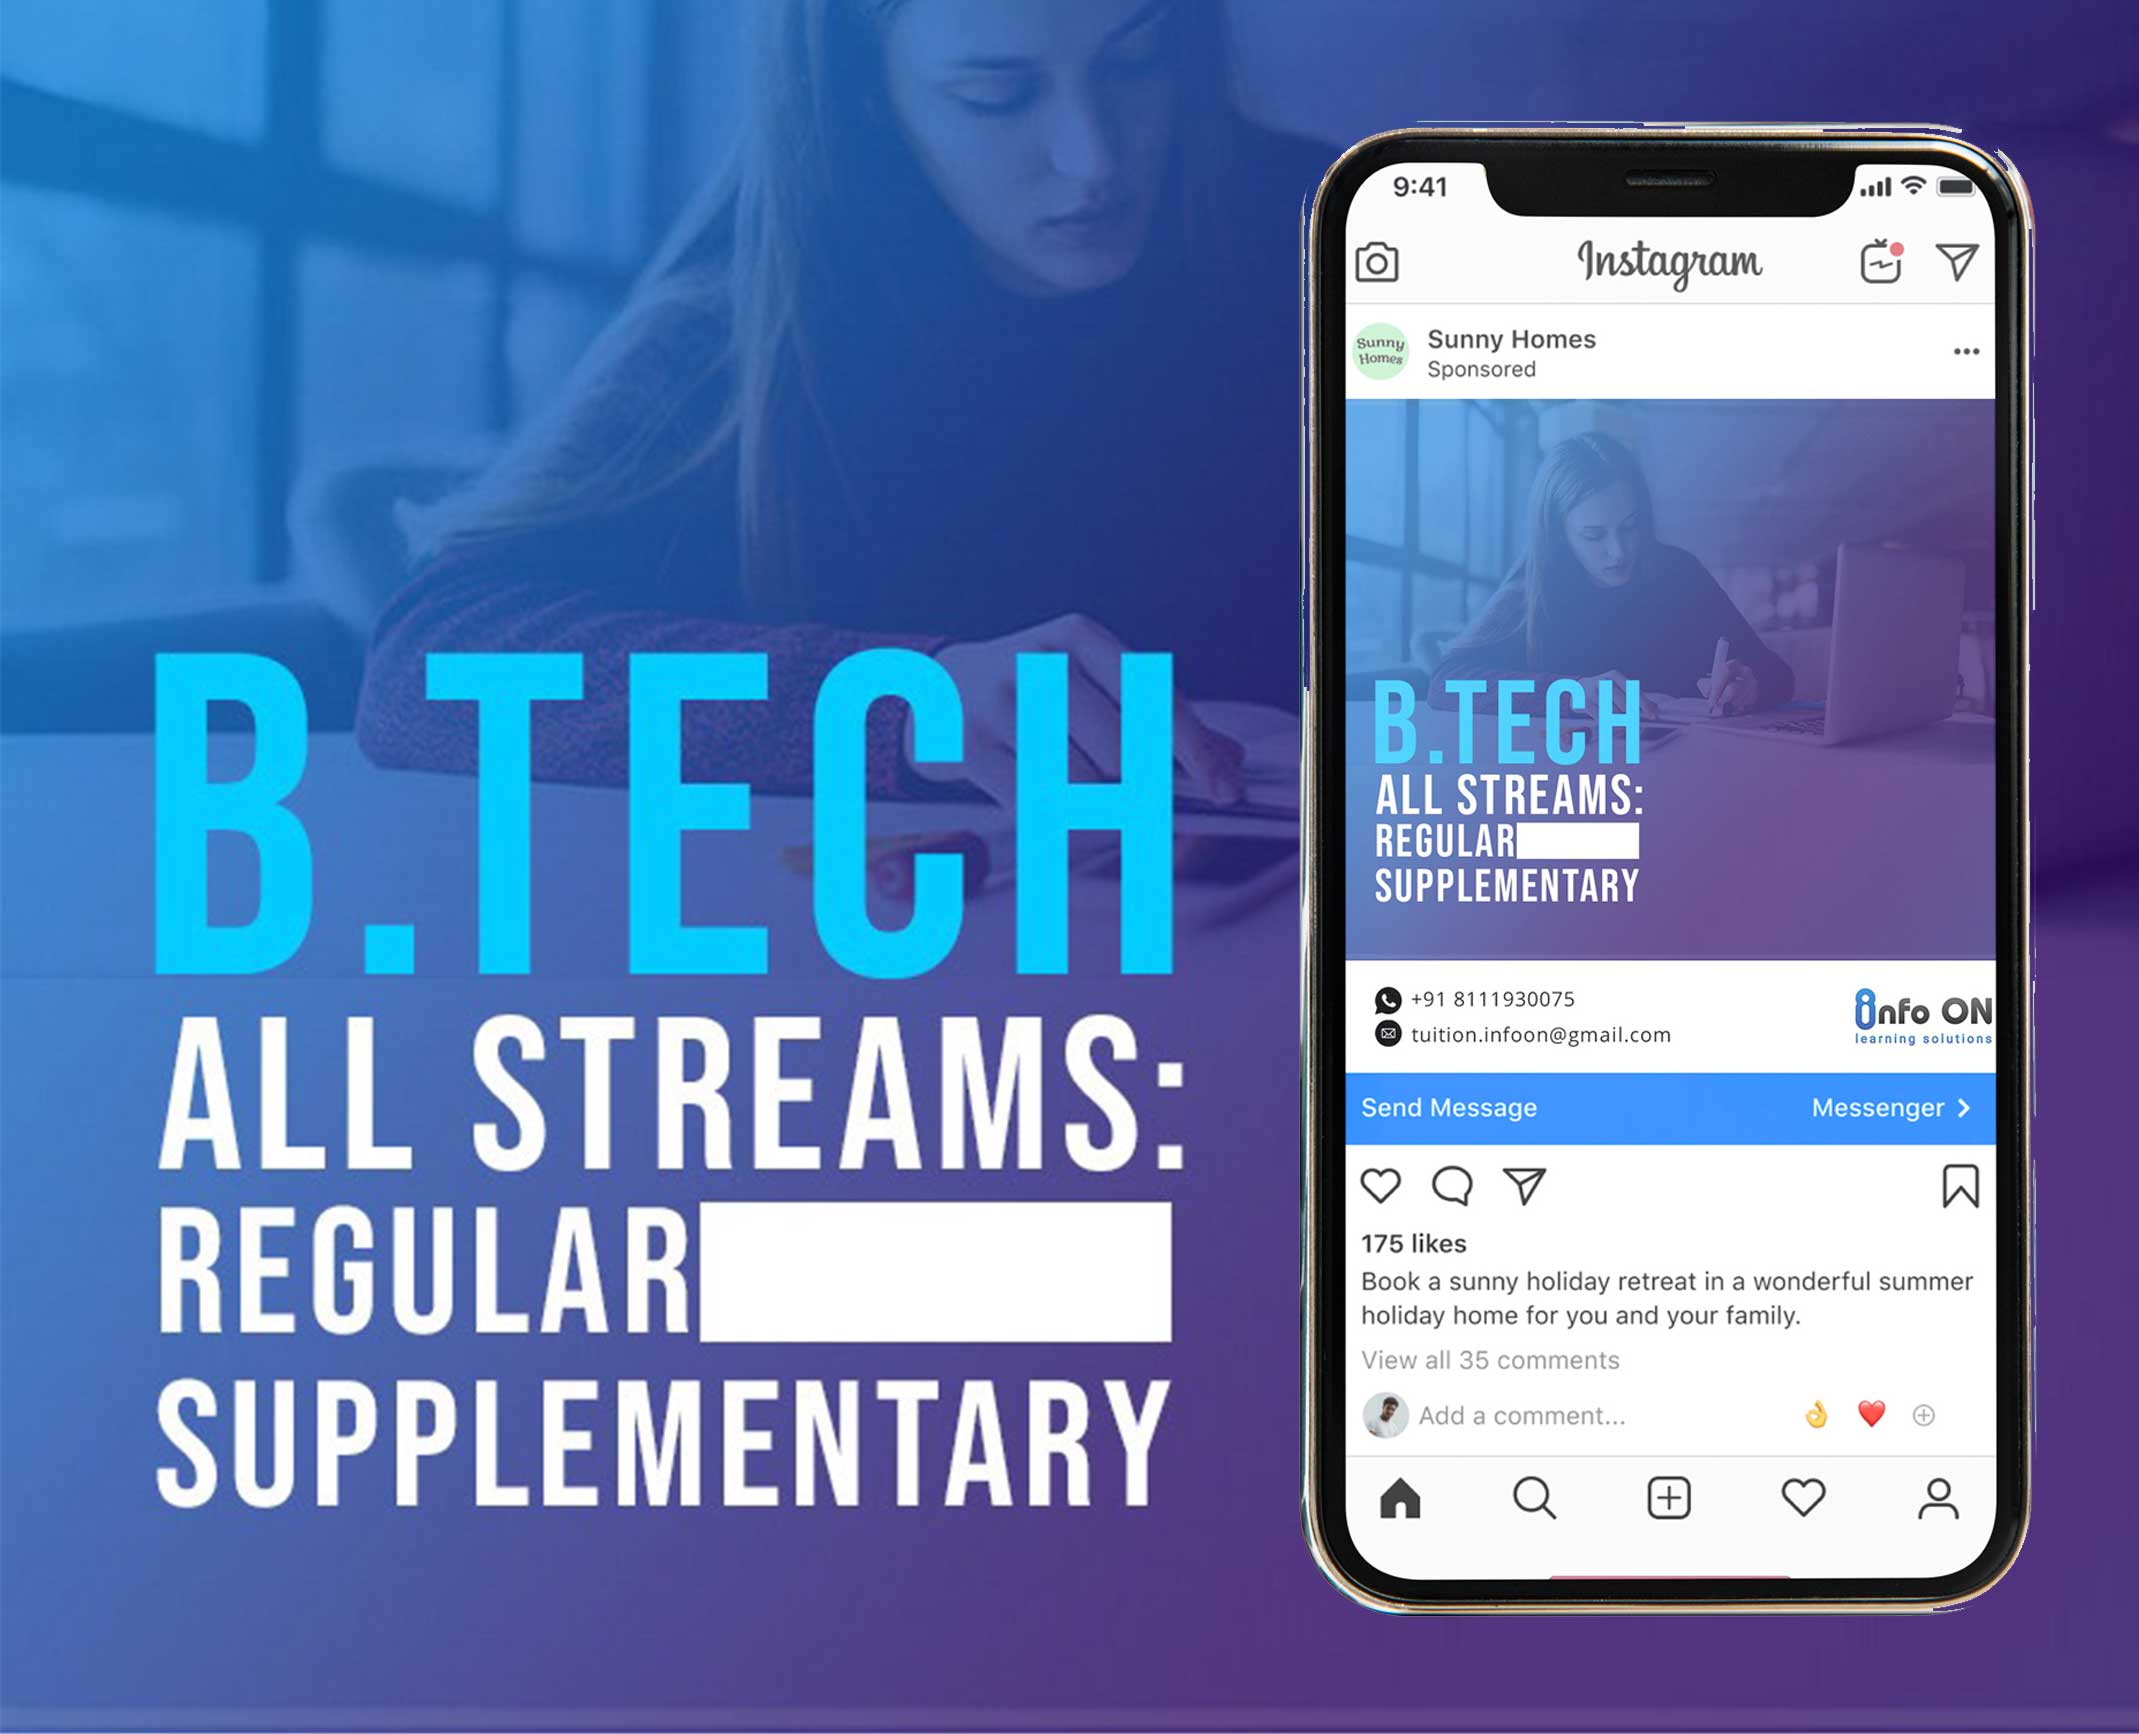 B.TECH
ALL STREAMS:
REGULAR
SUPPLEMENTARY
9:41
Instagram
Sunny
Homes
Sunny Homes
Sponsored
B.TECH
ALL STREAMS:
REGULAR
SUPPLEMENTARY
+91 8111930075
tuition.infoon@gmail.com
info ON
learning solutions
Send Message
Messenger
175 likes
Book a sunny holiday retreat in a wonderful summer
holiday home for you and your family.
View all 35 comments
Add a comment...